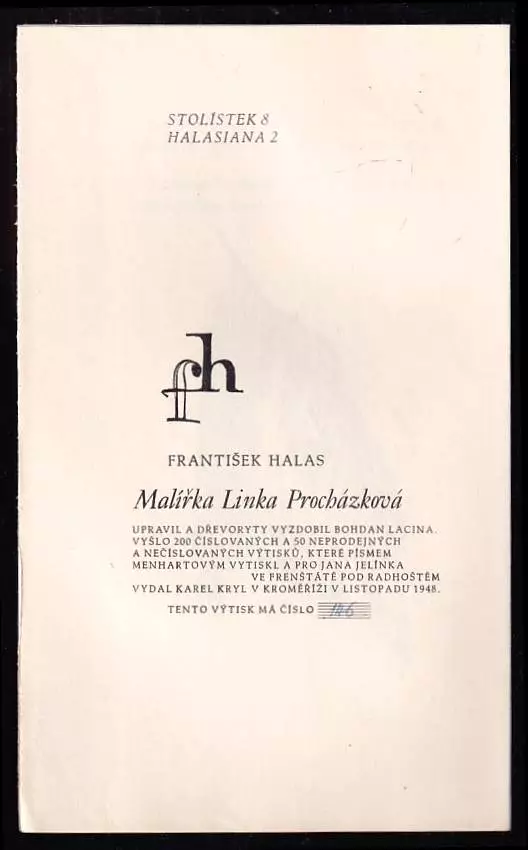 STOLÍSTEK 8
HALASIANA 2
fh
FRANTIŠEK HALAS
Malířka Linka Procházková
UPRAVIL A DŘEVORYTY VYZDOBIL BOHDAN LACINA.
VYŠLO 200 ČÍSLOVANÝCH A 50 NEPRODEJNÝCH
A NEČÍSLOVANÝCH VÝTISKŮ, KTERÉ PÍSMEM
MENHARTOVÝM VYTISKL A PRO JANA JELÍNKA
VE FRENŠTÁTĚ POD RADHOŠTĚM
VYDAL KAREL KRYL V KROMĚŘÍŽI V LISTOPADU 1948.
TENTO VÝTISK MÁ ČÍSLO 146